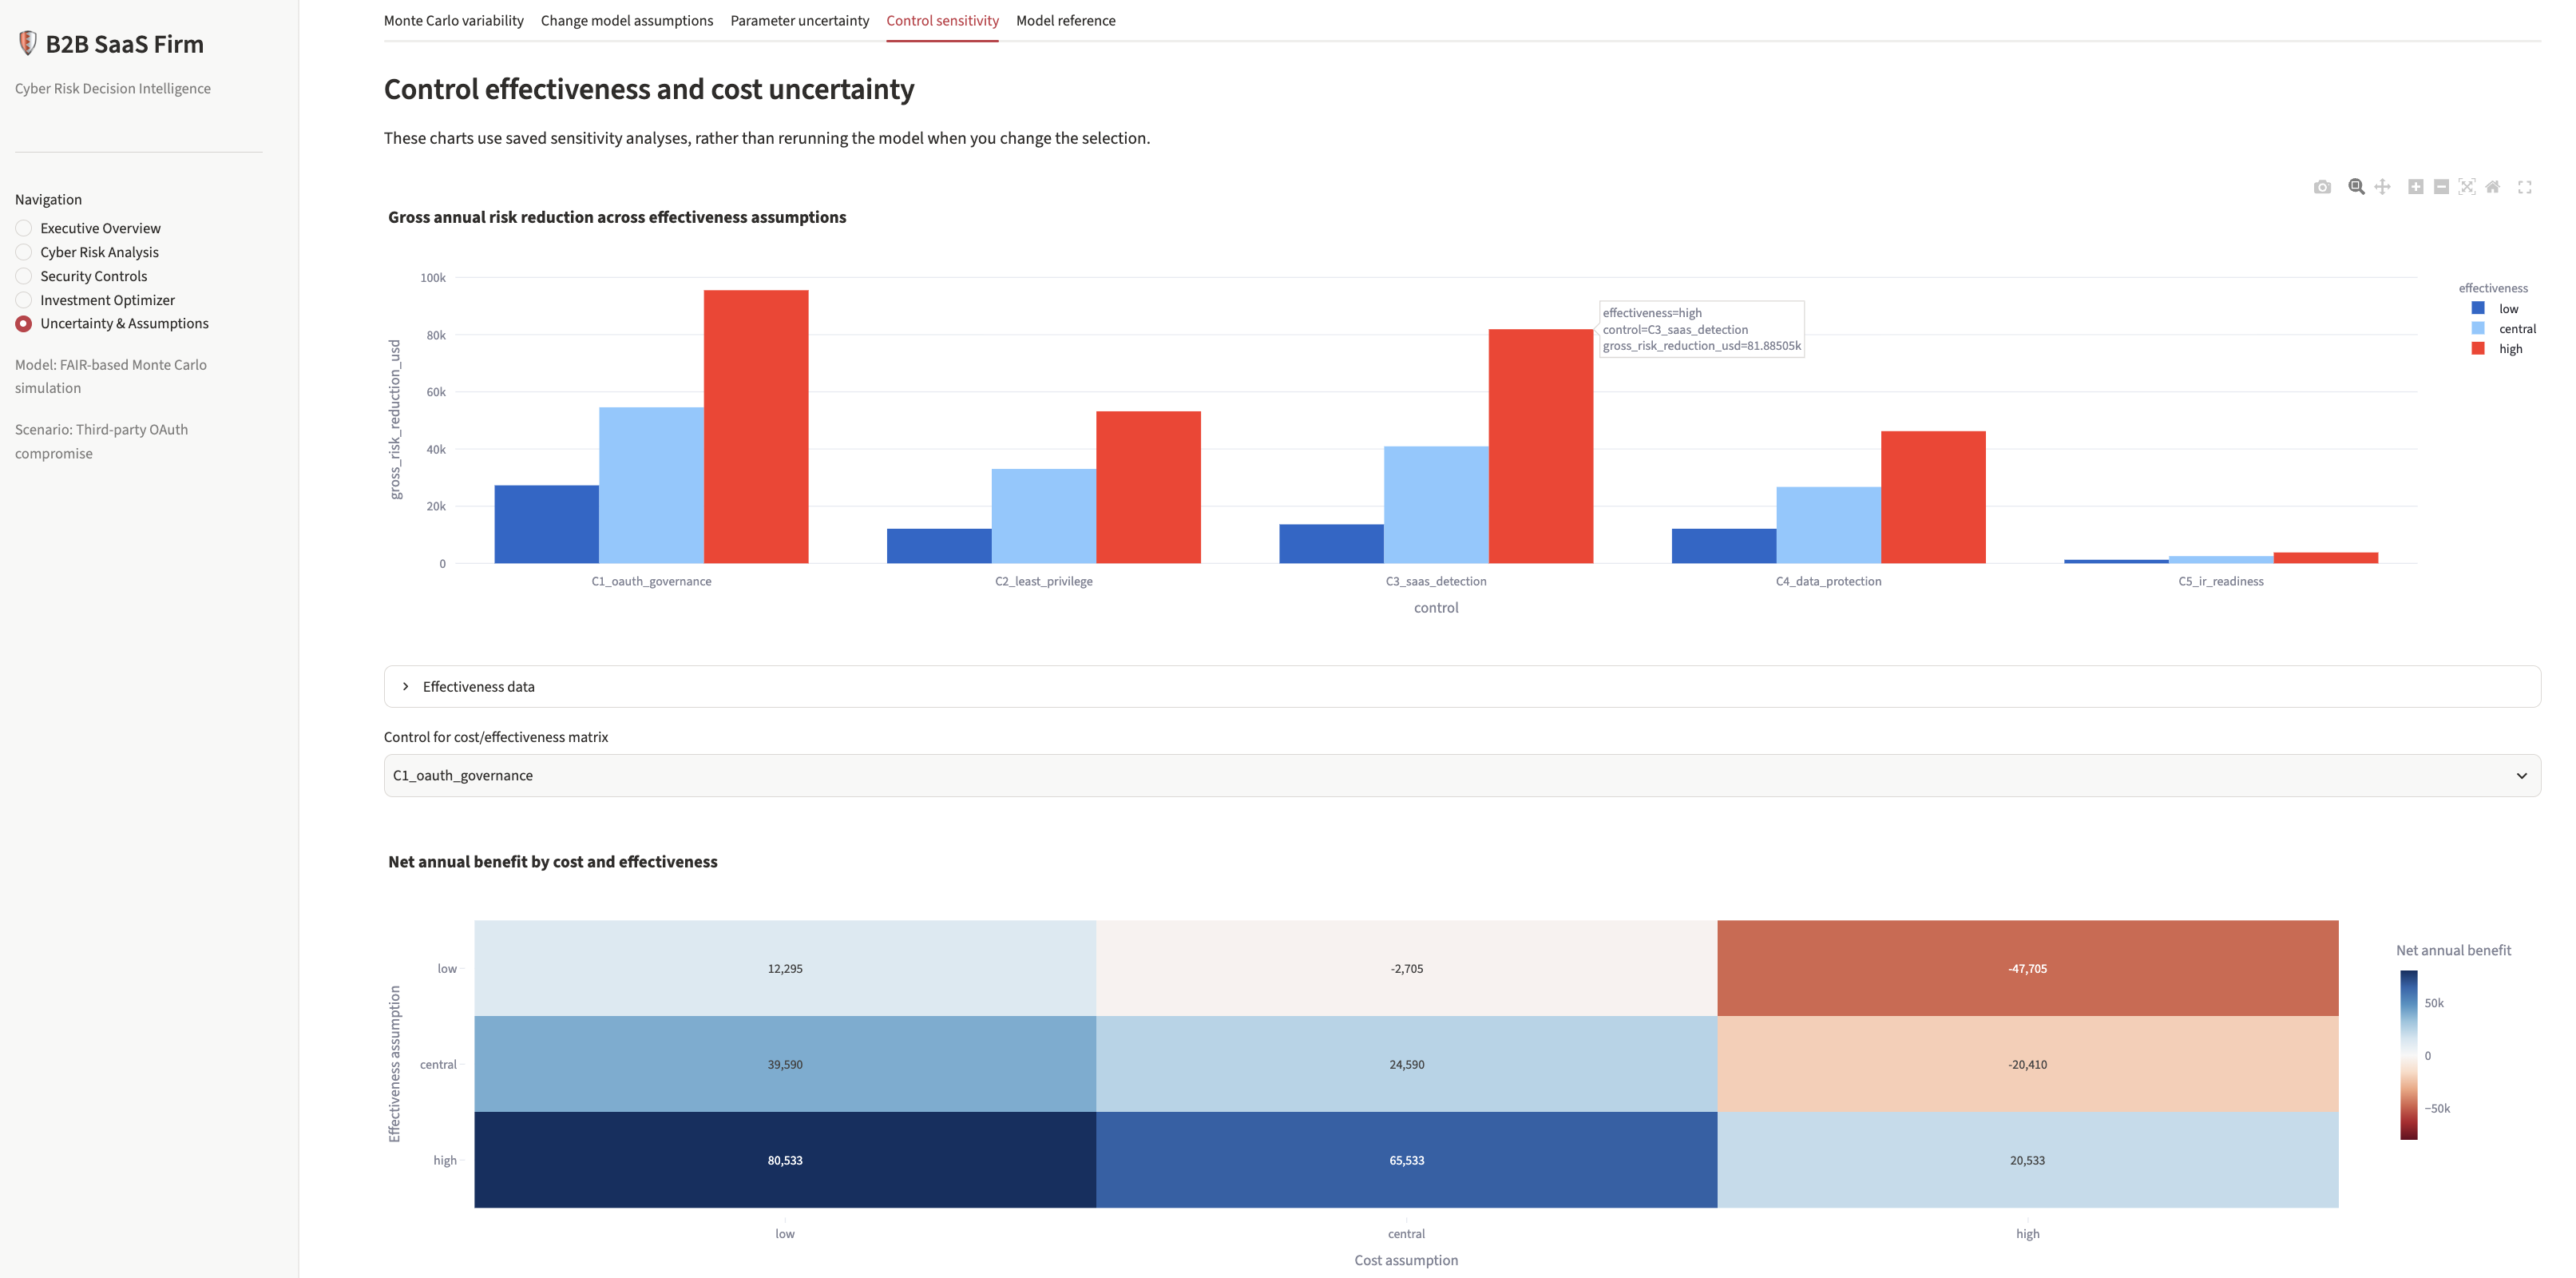 B2B SaaS Firm
Cyber Risk Decision Intelligence
Navigation
Executive Overview
Cyber Risk Analysis
Security Controls
Investment Optimizer
Uncertainty & Assumptions
Model: FAIR-based Monte Carlo
simulation
Scenario: Third-party OAuth
compromise
Monte Carlo variability Change model assumptions Parameter uncertainty Control sensitivity Model reference
Control effectiveness and cost uncertainty
These charts use saved sensitivity analyses, rather than rerunning the model when you change the selection.
Gross annual risk reduction across effectiveness assumptions
gross_risk_reduction_usd
100k
80k
60k
40k
20k
0
effectiveness=high
control=C3_saas_detection
gross_risk_reduction_usd=81.88505k
effectiveness
low
central
high
C1_oauth_governance C2_least_privilege C3_saas_detection C4_data_protection C5_ir_readiness
control
Effectiveness data
Control for cost/effectiveness matrix
C1_oauth_governance
Net annual benefit by cost and effectiveness
Effectiveness assumption
low 12,295 -2,705 -47,705
central 39,590 24,590 -20,410
high 80,533 65,533 20,533
low central high
Cost assumption
Net annual benefit
50k
0
−50k